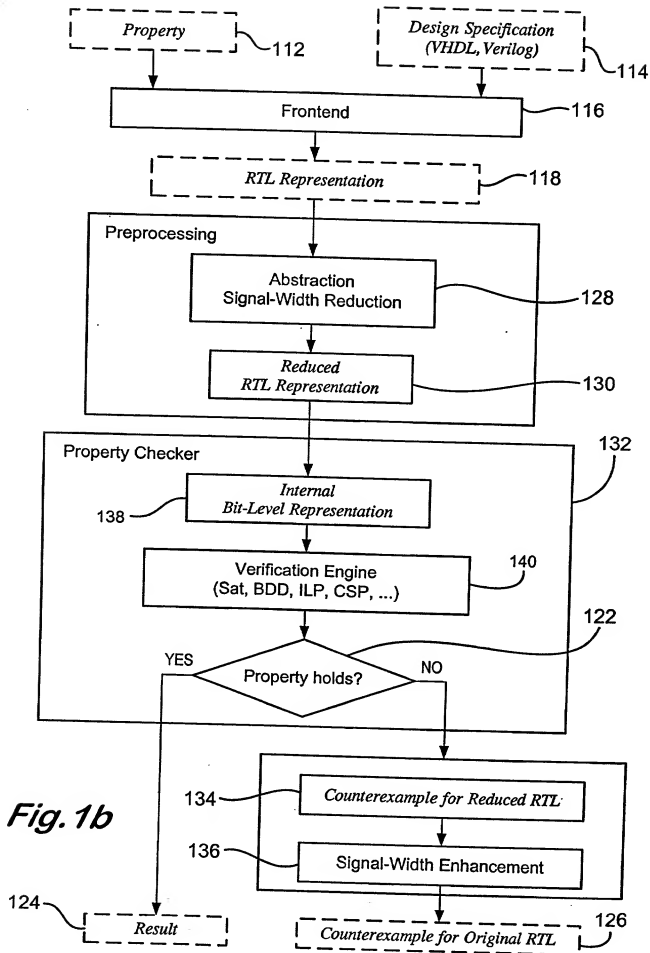 Property
112
Design Specification
(VHDL, Verilog)
114
Frontend
116
RTL Representation
118
Preprocessing
Abstraction
Signal-Width Reduction
128
Reduced
RTL Representation
130
Property Checker
132
Internal
Bit-Level Representation
138
Verification Engine
(Sat, BDD, ILP, CSP, ...)
140
122
YES
Property holds?
NO
134
Counterexample for Reduced RTL
136
Signal-Width Enhancement
Fig.1b
124
Result
126
Counterexample for Original RTL